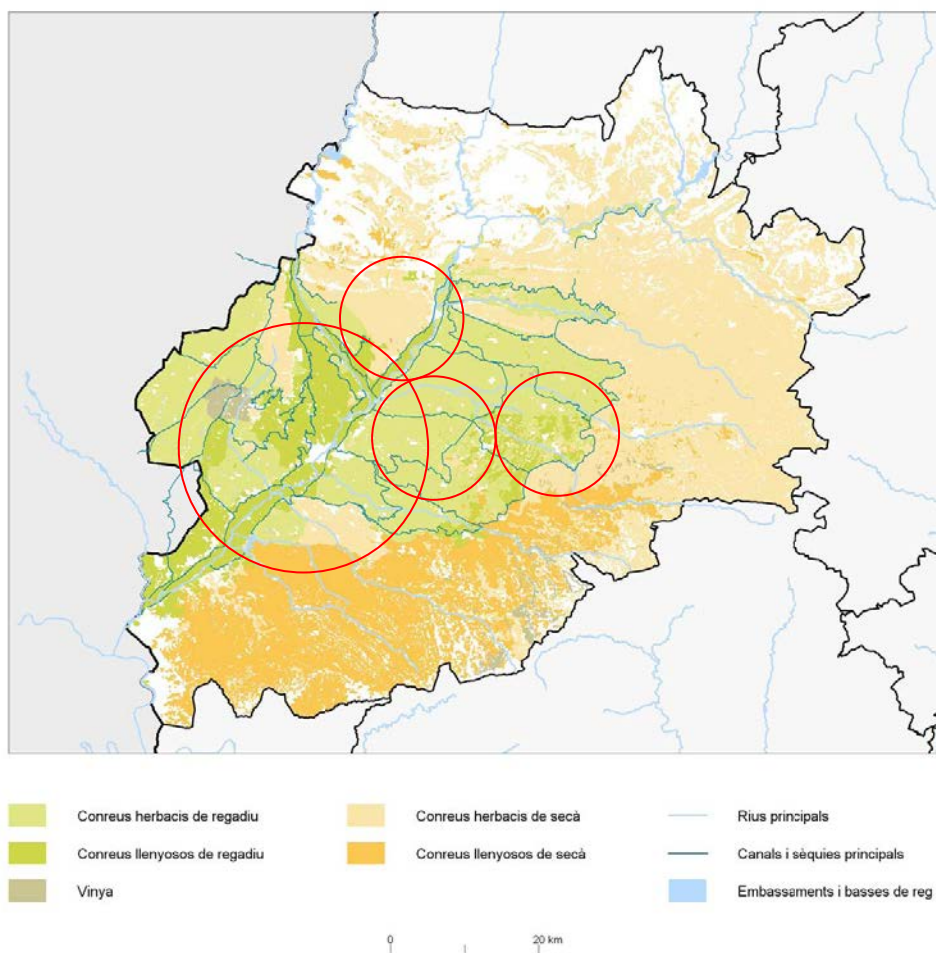 Conreus herbacis de regadiu
Conreus llenyosos de regadiu
Vinya
Conreus herbacis de secà
Conreus llenyosos de secà
Rius principals
Canals i sèquies principals
Embassaments i basses de reg
0 20 km